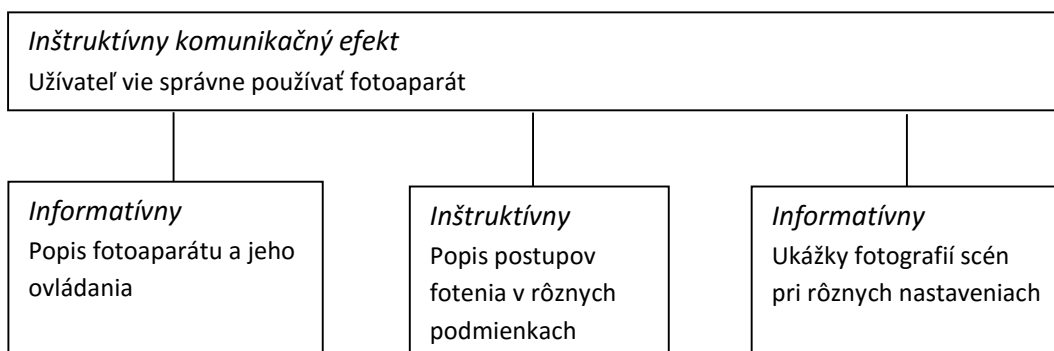 Inštruktívny komunikačný efekt
Užívateľ vie správne používať fotoaparát
Informatívny
Popis fotoaparátu a jeho
ovládania
Inštruktívny
Popis postupov
fotenia v rôznych
podmienkach
Informatívny
Ukážky fotografií scén
pri rôznych nastaveniach